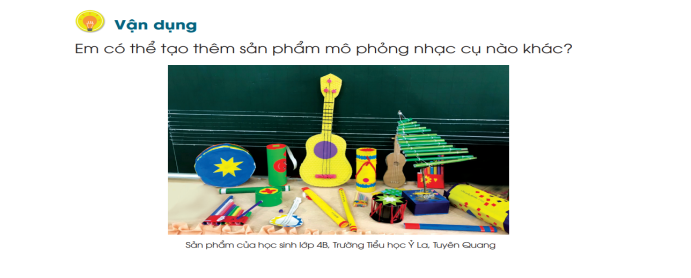 Vận dụng
Em có thể tạo thêm sản phẩm mô phỏng nhạc cụ nào khác?
Sản phẩm của học sinh lớp 4B, Trường Tiểu học Ỷ La, Tuyên Quang